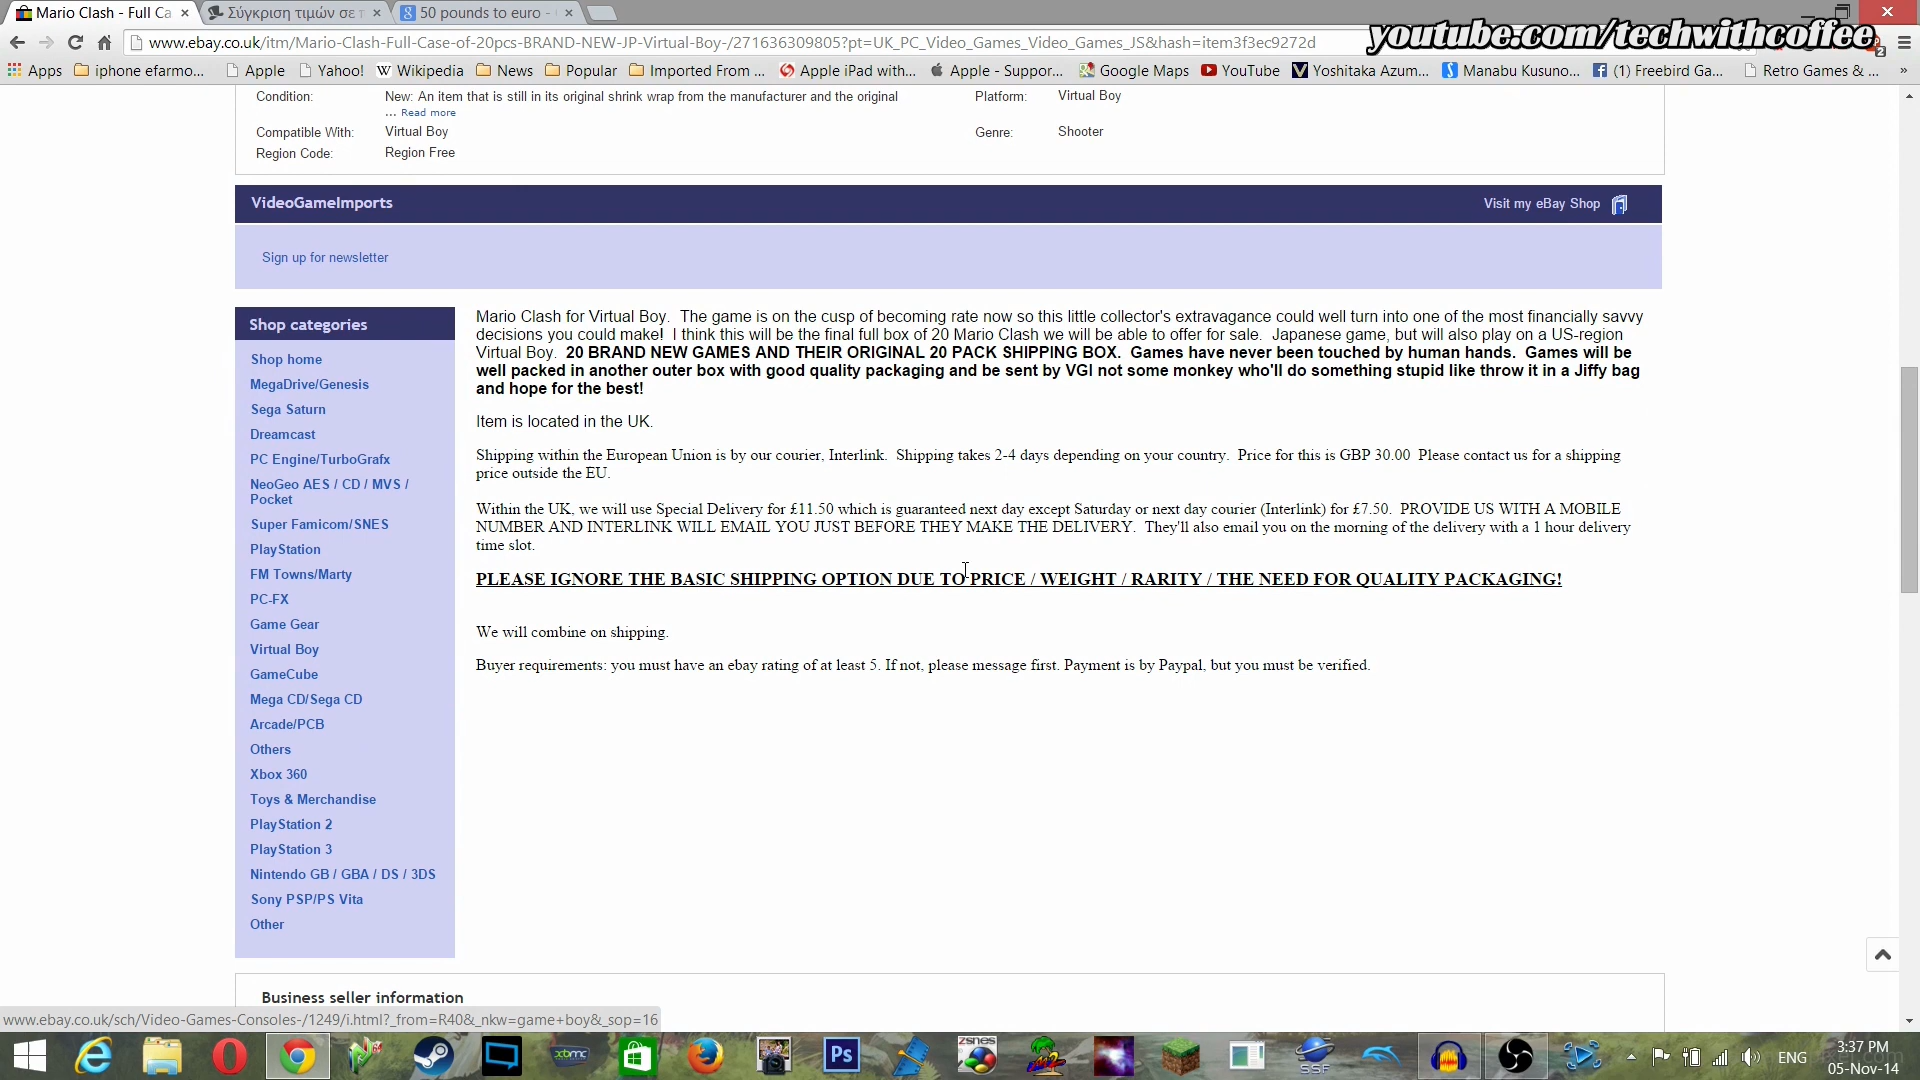 Mario Clash - Full Ca
Σύγκριση τιμών σε
50 pounds to euro -
www.ebay.co.uk/itm/Mario-Clash-Full-Case-of-20pcs-BRAND-NEW-JP-Virtual-Boy-/271636309805?pt=UK_PC_Video_Games_Video_Games_JS&hash=item3f3ec9272d
youtube.com/techwithcoffee
Apps iphone efarmo... Apple Yahoo! Wikipedia News Popular Imported From ... Apple iPad with... Apple - Suppor... Google Maps YouTube Yoshitaka Azum... Manabu Kusuno... (1) Freebird Ga... Retro Games & ... »
Condition: New: An item that is still in its original shrink wrap from the manufacturer and the original Platform: Virtual Boy
... Read more
Compatible With: Virtual Boy Genre: Shooter
Region Code: Region Free
VideoGameImports Visit my eBay Shop
Sign up for newsletter
Shop categories
Shop home
MegaDrive/Genesis
Sega Saturn
Dreamcast
PC Engine/TurboGrafx
NeoGeo AES / CD / MVS /
Pocket
Super Famicom/SNES
PlayStation
FM Towns/Marty
PC-FX
Game Gear
Virtual Boy
GameCube
Mega CD/Sega CD
Arcade/PCB
Others
Xbox 360
Toys & Merchandise
PlayStation 2
PlayStation 3
Nintendo GB / GBA / DS / 3DS
Sony PSP/PS Vita
Other
Mario Clash for Virtual Boy. The game is on the cusp of becoming rate now so this little collector's extravagance could well turn into one of the most financially savvy
decisions you could make! I think this will be the final full box of 20 Mario Clash we will be able to offer for sale. Japanese game, but will also play on a US-region
Virtual Boy. 20 BRAND NEW GAMES AND THEIR ORIGINAL 20 PACK SHIPPING BOX. Games have never been touched by human hands. Games will be
well packed in another outer box with good quality packaging and be sent by VGI not some monkey who'll do something stupid like throw it in a Jiffy bag
and hope for the best!
Item is located in the UK.
Shipping within the European Union is by our courier, Interlink. Shipping takes 2-4 days depending on your country. Price for this is GBP 30.00 Please contact us for a shipping
price outside the EU.
Within the UK, we will use Special Delivery for £11.50 which is guaranteed next day except Saturday or next day courier (Interlink) for £7.50. PROVIDE US WITH A MOBILE
NUMBER AND INTERLINK WILL EMAIL YOU JUST BEFORE THEY MAKE THE DELIVERY. They'll also email you on the morning of the delivery with a 1 hour delivery
time slot.
PLEASE IGNORE THE BASIC SHIPPING OPTION DUE TO PRICE / WEIGHT / RARITY / THE NEED FOR QUALITY PACKAGING!
We will combine on shipping.
Buyer requirements: you must have an ebay rating of at least 5. If not, please message first. Payment is by Paypal, but you must be verified.
Business seller information
www.ebay.co.uk/sch/Video-Games-Consoles-/1249/i.html?_from=R40&_nkw=game+boy&_sop=16
xbmc
Ps
ZSNES
SSF
ENG
3:37 PM
05-Nov-14